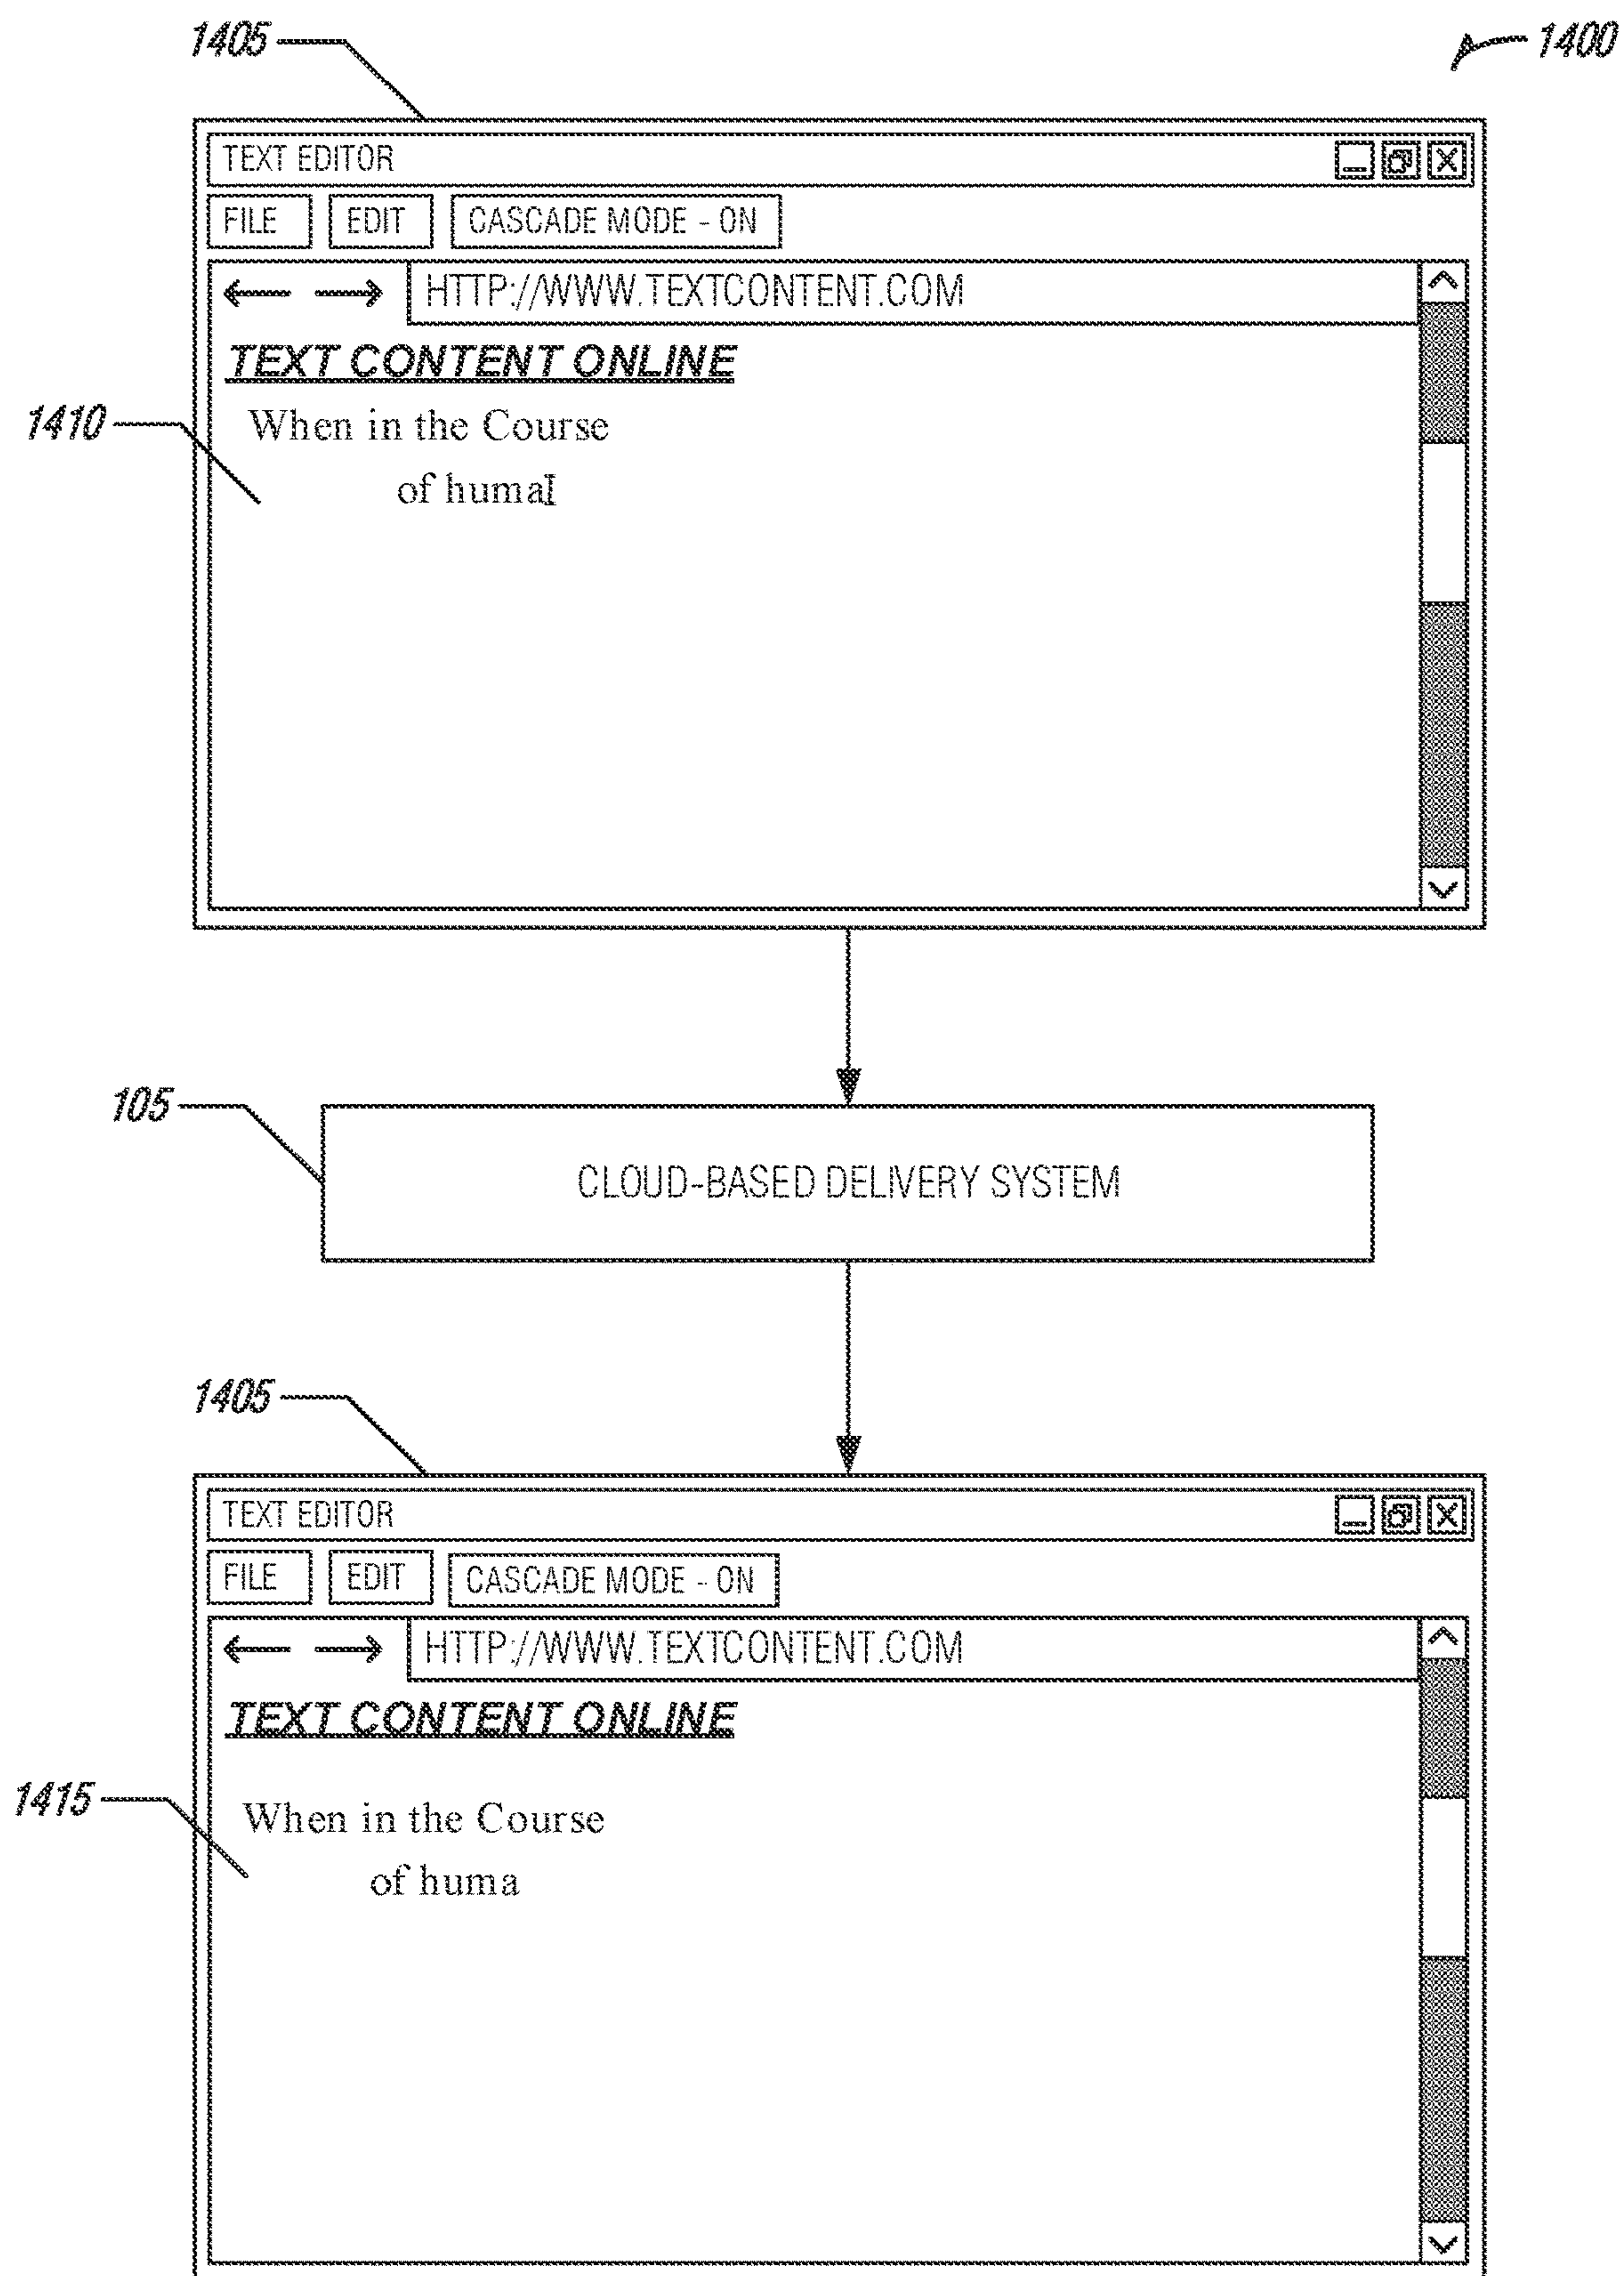 1405
1400
TEXT EDITOR
FILE EDIT CASCADE MODE - ON
HTTP://WWW.TEXTCONTENT.COM
TEXT CONTENT ONLINE
1410
When in the Course
of huma
105
CLOUD-BASED DELIVERY SYSTEM
1405
TEXT EDITOR
FILE EDIT CASCADE MODE - ON
HTTP://WWW.TEXTCONTENT.COM
TEXT CONTENT ONLINE
1415
When in the Course
of huma